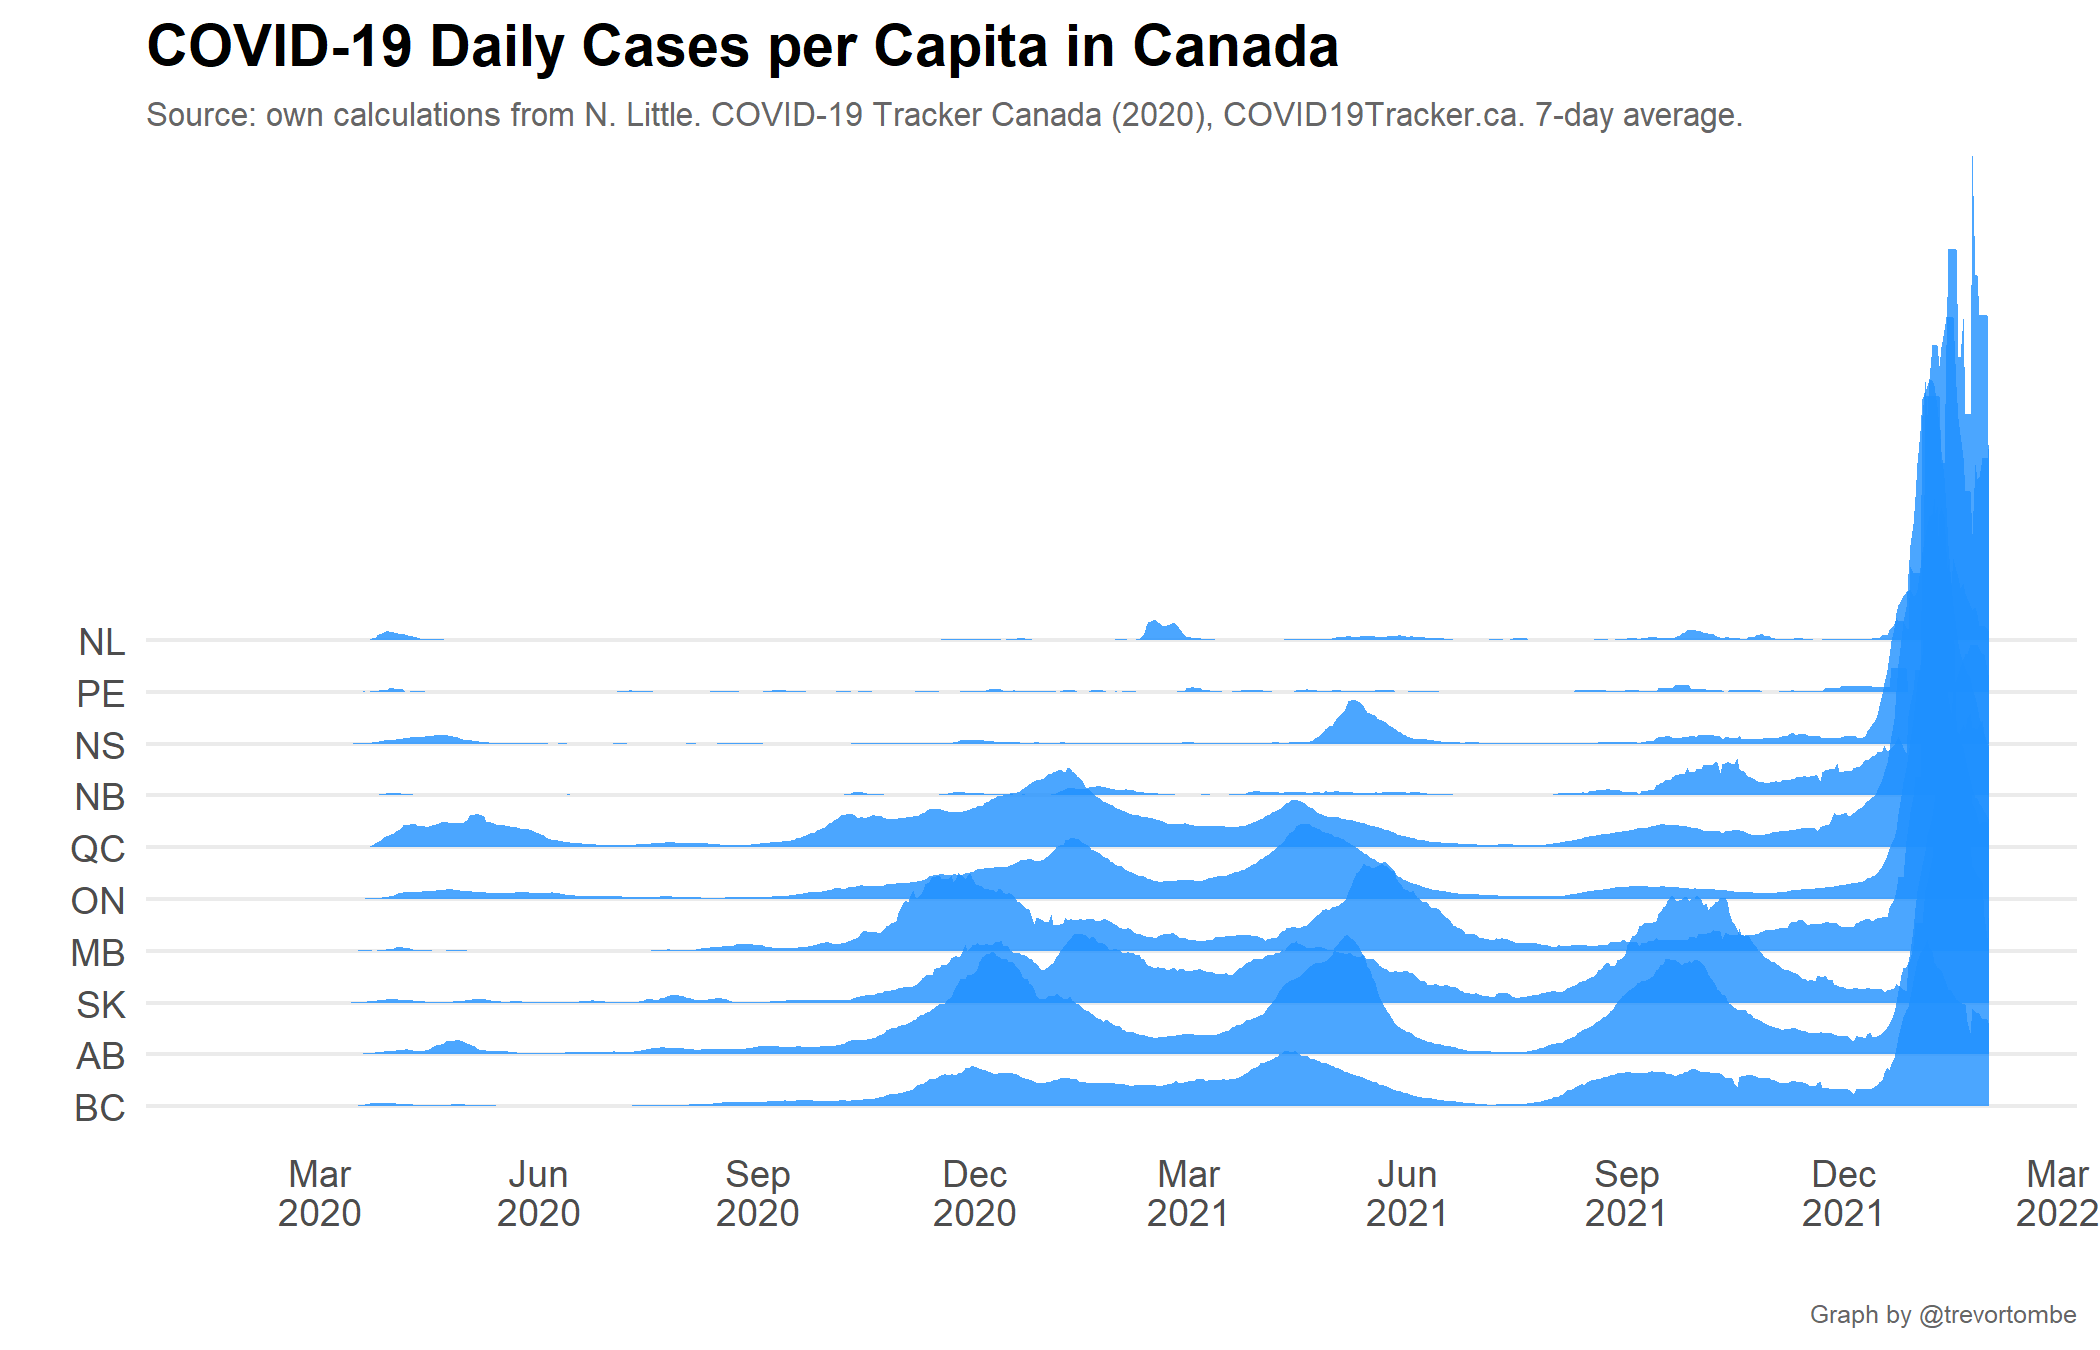 COVID-19 Daily Cases per Capita in Canada
Source: own calculations from N. Little. COVID-19 Tracker Canada (2020), COVID19Tracker.ca. 7-day average.
NL
PE
NS
NB
QC
ON
MB
SK
AB
BC
Mar Jun Sep Dec Mar Jun Sep Dec Mar
2020 2020 2020 2020 2021 2021 2021 2021 2022
Graph by @trevortombe